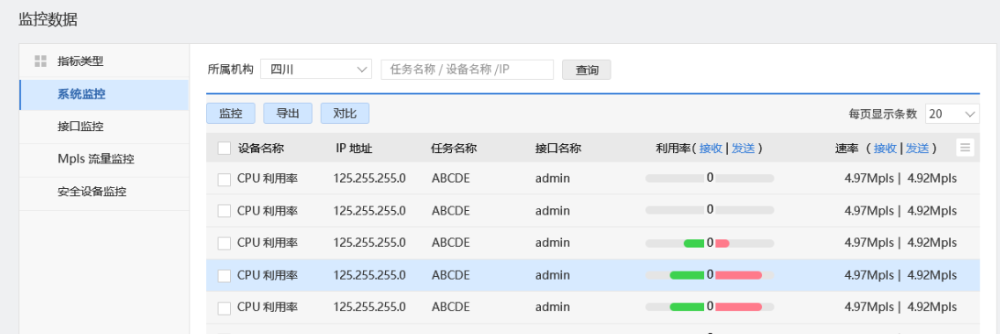 监控数据
指标类型
系统监控
接口监控
Mpls 流量监控
安全设备监控
所属机构 四川 任务名称 / 设备名称 /IP 查询
监控 导出 对比 每页显示条数 20
设备名称 IP 地址 任务名称 接口名称 利用率( 接收 | 发送 ) 速率 ( 接收 | 发送 )
CPU 利用率 125.255.255.0 ABCDE admin 0 4.97Mpls | 4.92Mpls
CPU 利用率 125.255.255.0 ABCDE admin 0 4.97Mpls | 4.92Mpls
CPU 利用率 125.255.255.0 ABCDE admin 0 4.97Mpls | 4.92Mpls
CPU 利用率 125.255.255.0 ABCDE admin 0 4.97Mpls | 4.92Mpls
CPU 利用率 125.255.255.0 ABCDE admin 0 4.97Mpls | 4.92Mpls